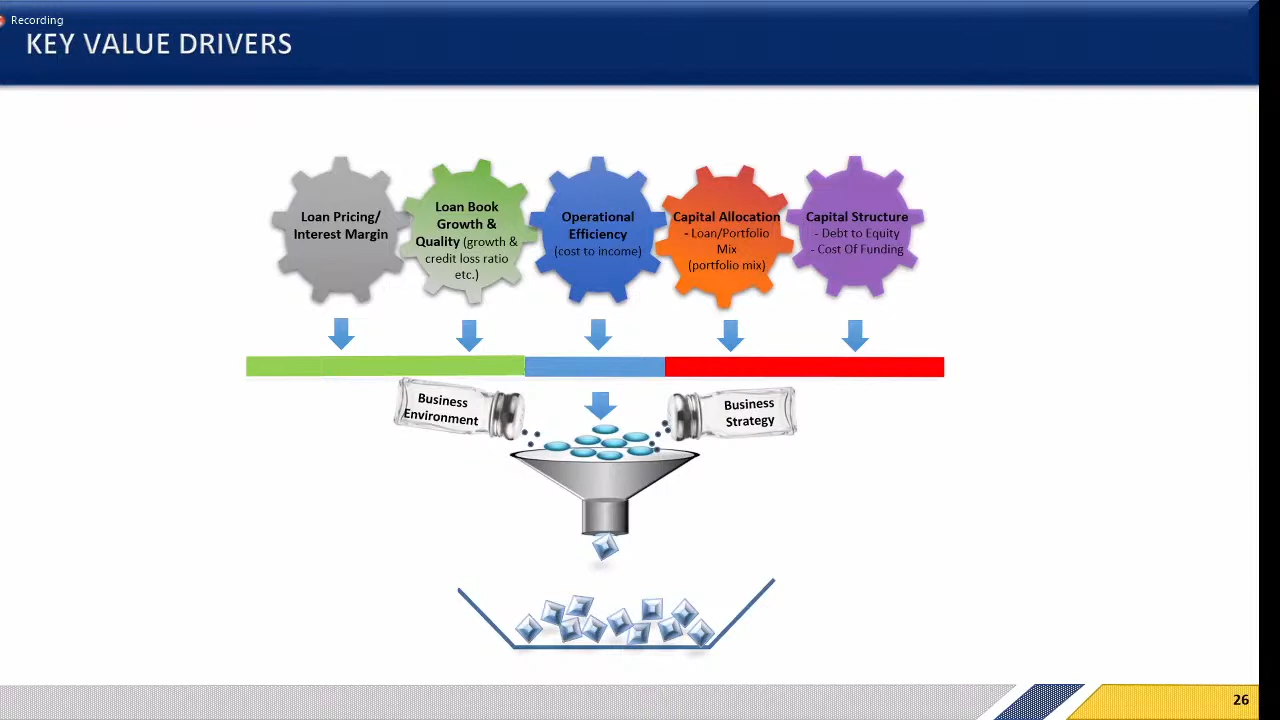 Recording
KEY VALUE DRIVERS
Loan Pricing/
Interest Margin
Loan Book
Growth &
Quality (growth &
credit loss ratio
etc.)
Operational
Efficiency
(cost to income)
Capital Allocation
- Loan/Portfolio
Mix
(portfolio mix)
Capital Structure
- Debt to Equity
- Cost Of Funding
Business
Environment
Business
Strategy
26